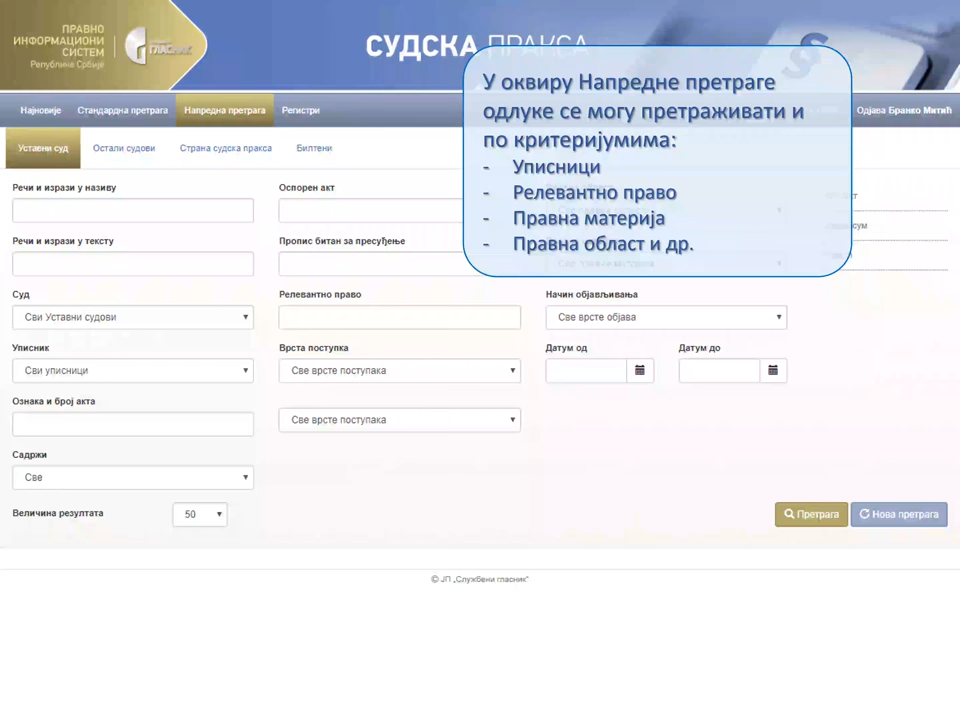 ПРАВНО
ИНФОРМАЦИОНИ
СИСТЕМ
Републике Србије
ГЛАСНИК
СУДСКА ПРАКСА
Најновије Стандардна претрага Напредна претрага Регистри Одјава Бранко Митић
Уставни суд Остали судови Страна судска пракса Билтени
У оквиру Напредне претраге
одлуке се могу претраживати и
по критеријумима:
- Уписници
- Релевантно право
- Правна материја
- Правна област и др.
Речи и изрази у називу Оспорен акт
Речи и изрази у тексту Пропис битан за пресуђење
Суд Релевантно право Начин објављивања
Сви Уставни судови Све врсте објава
Уписник Врста поступка Датум од Датум до
Сви уписници Све врсте поступака
Ознака и број акта
Све врсте поступака
Садржи
Све
Величина резултата 50 Претрага Нова претрага
© ЈП „Службени гласник“